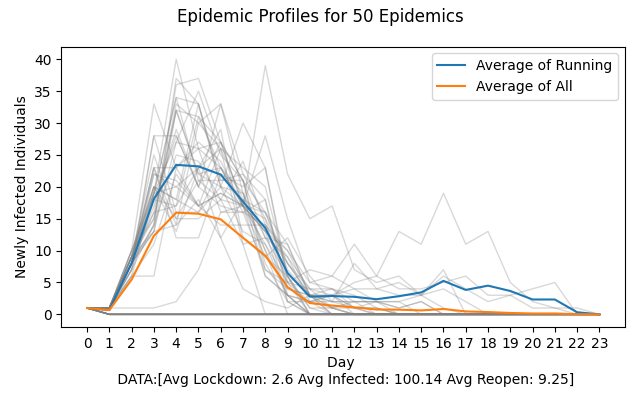 Epidemic Profiles for 50 Epidemics
Newly Infected Individuals
40
35
30
25
20
15
10
5
0
Average of Running
Average of All
0 1 2 3 4 5 6 7 8 9 10 11 12 13 14 15 16 17 18 19 20 21 22 23
Day
DATA:[Avg Lockdown: 2.6 Avg Infected: 100.14 Avg Reopen: 9.25]